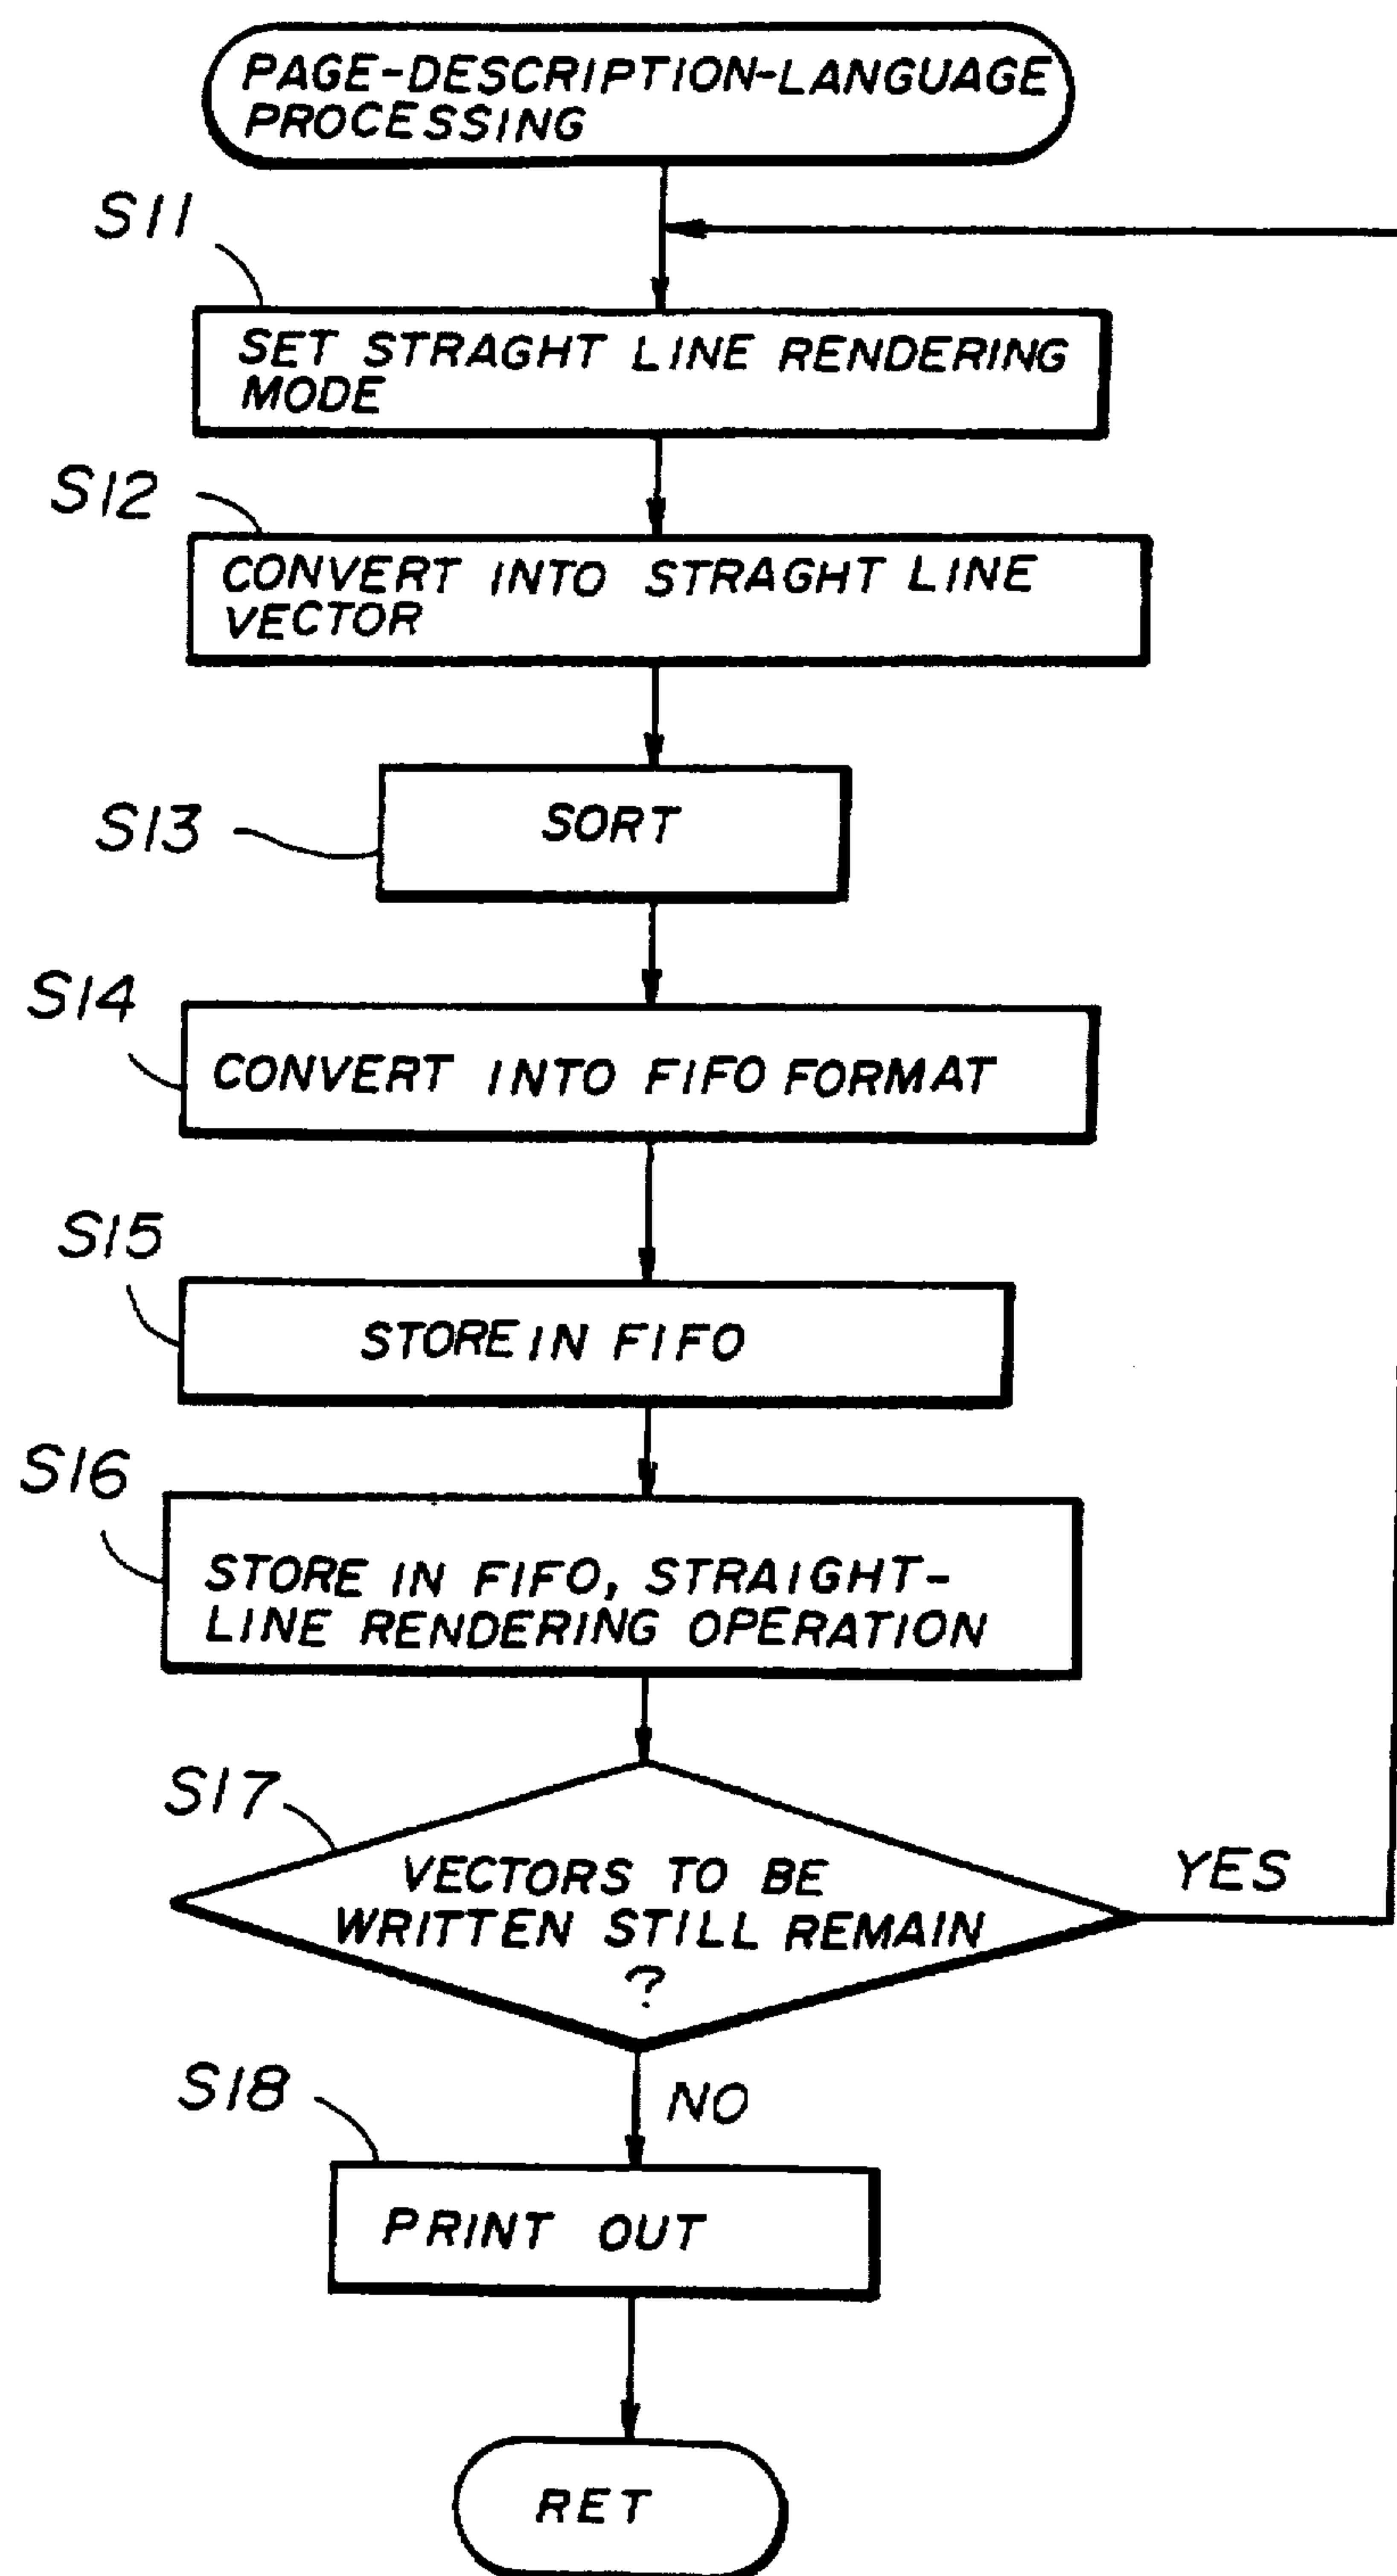 PAGE-DESCRIPTION-LANGUAGE
PROCESSING
S11
SET STRAGHT LINE RENDERING
MODE
S12
CONVERT INTO STRAGHT LINE
VECTOR
S13
SORT
S14
CONVERT INTO FIFO FORMAT
S15
STORE IN FIFO
S16
STORE IN FIFO, STRAIGHT-
LINE RENDERING OPERATION
S17
VECTORS TO BE
WRITTEN STILL REMAIN
?
YES
NO
S18
PRINT OUT
RET